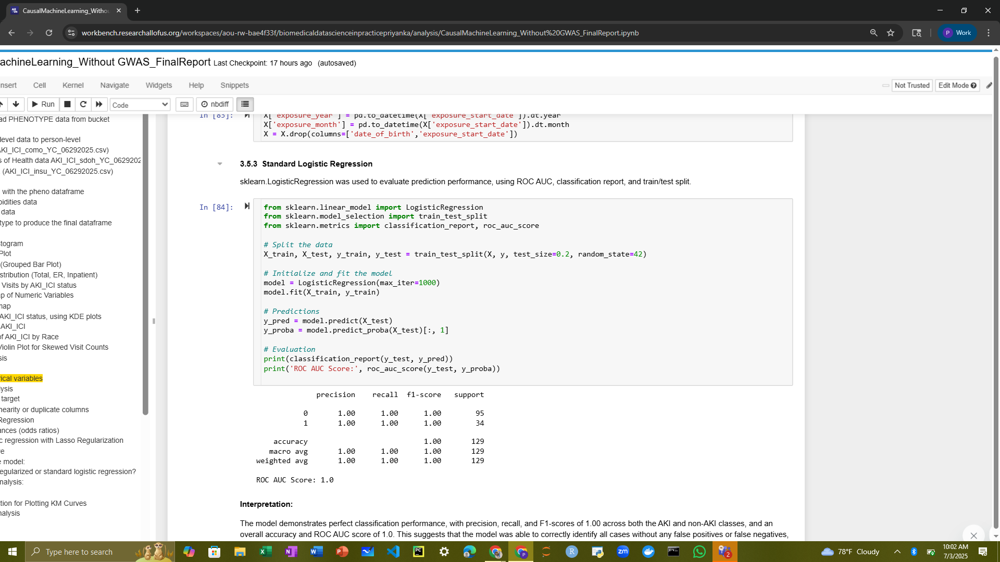 CausalMachineLearning_Withou
workbench.researchallofus.org/workspaces/aou-rw-bae4f33f/biomedicaldatascienceinpracticepriyanka/analysis/CausalMachineLearning_Without%20GWAS_FinalReport.ipynb
P Work
achineLearning_Without GWAS_FinalReport Last Checkpoint: 17 hours ago (autosaved)
nsert Cell Kernel Navigate Widgets Help Snippets
Not Trusted Edit Mode
Run Code nbdiff
ad PHENOTYPE data from bucket
level data to person-level
AKI_ICI_como_YC_06292025.csv)
s of Health data AKI_ICI_sdoh_YC_062920
(AKI_ICI_insu_YC_06292025.csv)
with the pheno dataframe
bidities data
data
type to produce the final dataframe
togram
Plot
(Grouped Bar Plot)
stribution (Total, ER, Inpatient)
Visits by AKI_ICI status
ap of Numeric Variables
map
AKI_ICI status, using KDE plots
AKI_ICI
of AKI_ICI by Race
Violin Plot for Skewed Visit Counts
sis
rical variables
lysis
target
nearity or duplicate columns
Regression
ances (odds ratios)
c regression with Lasso Regularization
e
e model:
egularized or standard logistic regression?
nalysis:
tion for Plotting KM Curves
nalysis
In [83]:
X['exposure_year'] = pd.to_datetime(X['exposure_start_date']).dt.year
X['exposure_month'] = pd.to_datetime(X['exposure_start_date']).dt.month
X = X.drop(columns=['date_of_birth','exposure_start_date'])
3.5.3 Standard Logistic Regression
sklearn.LogisticRegression was used to evaluate prediction performance, using ROC AUC, classification report, and train/test split.
In [84]:
from sklearn.linear_model import LogisticRegression
from sklearn.model_selection import train_test_split
from sklearn.metrics import classification_report, roc_auc_score
# Split the data
X_train, X_test, y_train, y_test = train_test_split(X, y, test_size=0.2, random_state=42)
# Initialize and fit the model
model = LogisticRegression(max_iter=1000)
model.fit(X_train, y_train)
# Predictions
y_pred = model.predict(X_test)
y_proba = model.predict_proba(X_test)[:, 1]
# Evaluation
print(classification_report(y_test, y_pred))
print('ROC AUC Score:', roc_auc_score(y_test, y_proba))
precision recall f1-score support
0 1.00 1.00 1.00 95
1 1.00 1.00 1.00 34
accuracy 1.00 129
macro avg 1.00 1.00 1.00 129
weighted avg 1.00 1.00 1.00 129
ROC AUC Score: 1.0
Interpretation:
The model demonstrates perfect classification performance, with precision, recall, and F1-scores of 1.00 across both the AKI and non-AKI classes, and an
overall accuracy and ROC AUC score of 1.0. This suggests that the model was able to correctly identify all cases without any false positives or false negatives,
Type here to search
78°F Cloudy
10:02 AM
7/3/2025